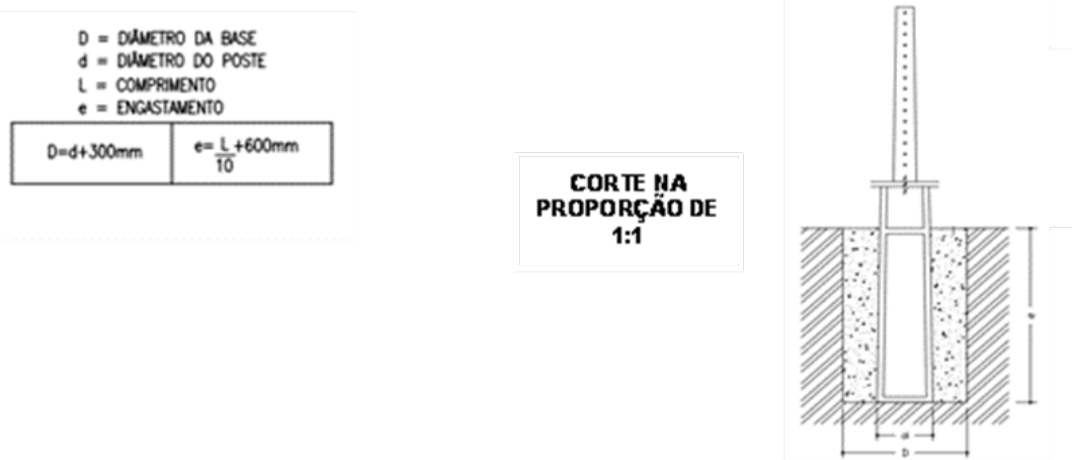 D = DIÂMETRO DA BASE
d = DIÂMETRO DO POSTE
L = COMPRIMENTO
e = ENGASTAMENTO
D=d+300mm
e= L/10 +600mm
CORTE NA
PROPORÇÃO DE
1:1
e
d
D